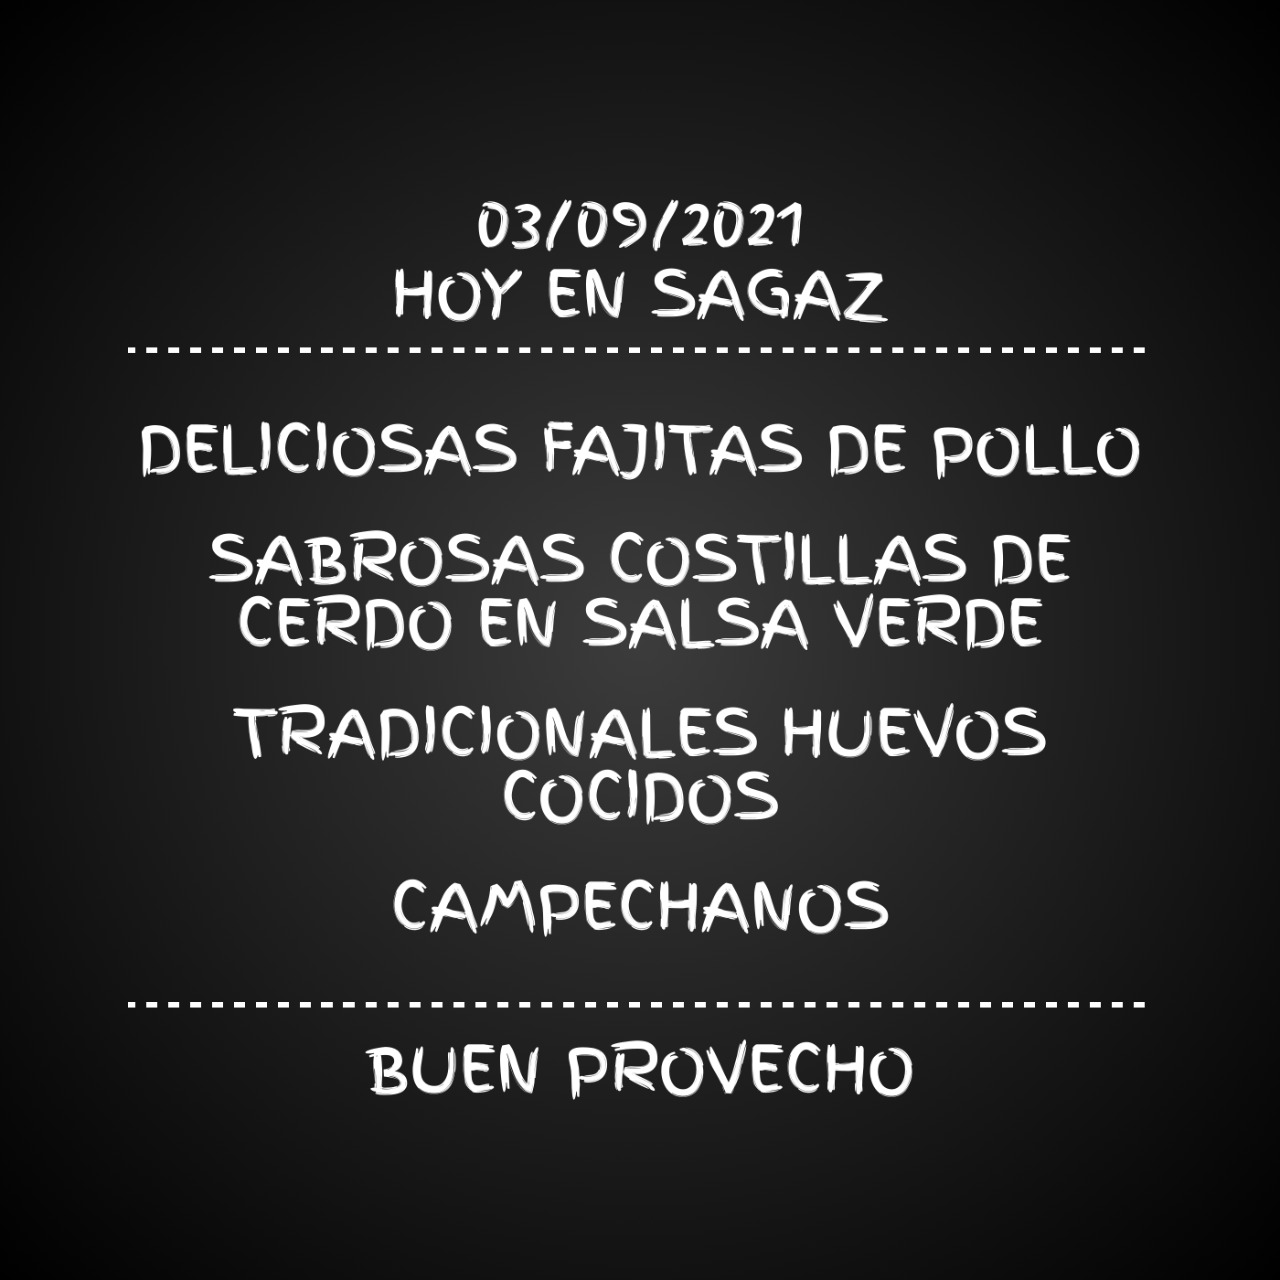 03/09/2021
HOY EN SAGAZ
DELICIOSAS FAJITAS DE POLLO
SABROSAS COSTILLAS DE
CERDO EN SALSA VERDE
TRADICIONALES HUEVOS
COCIDOS
CAMPECHANOS
BUEN PROVECHO